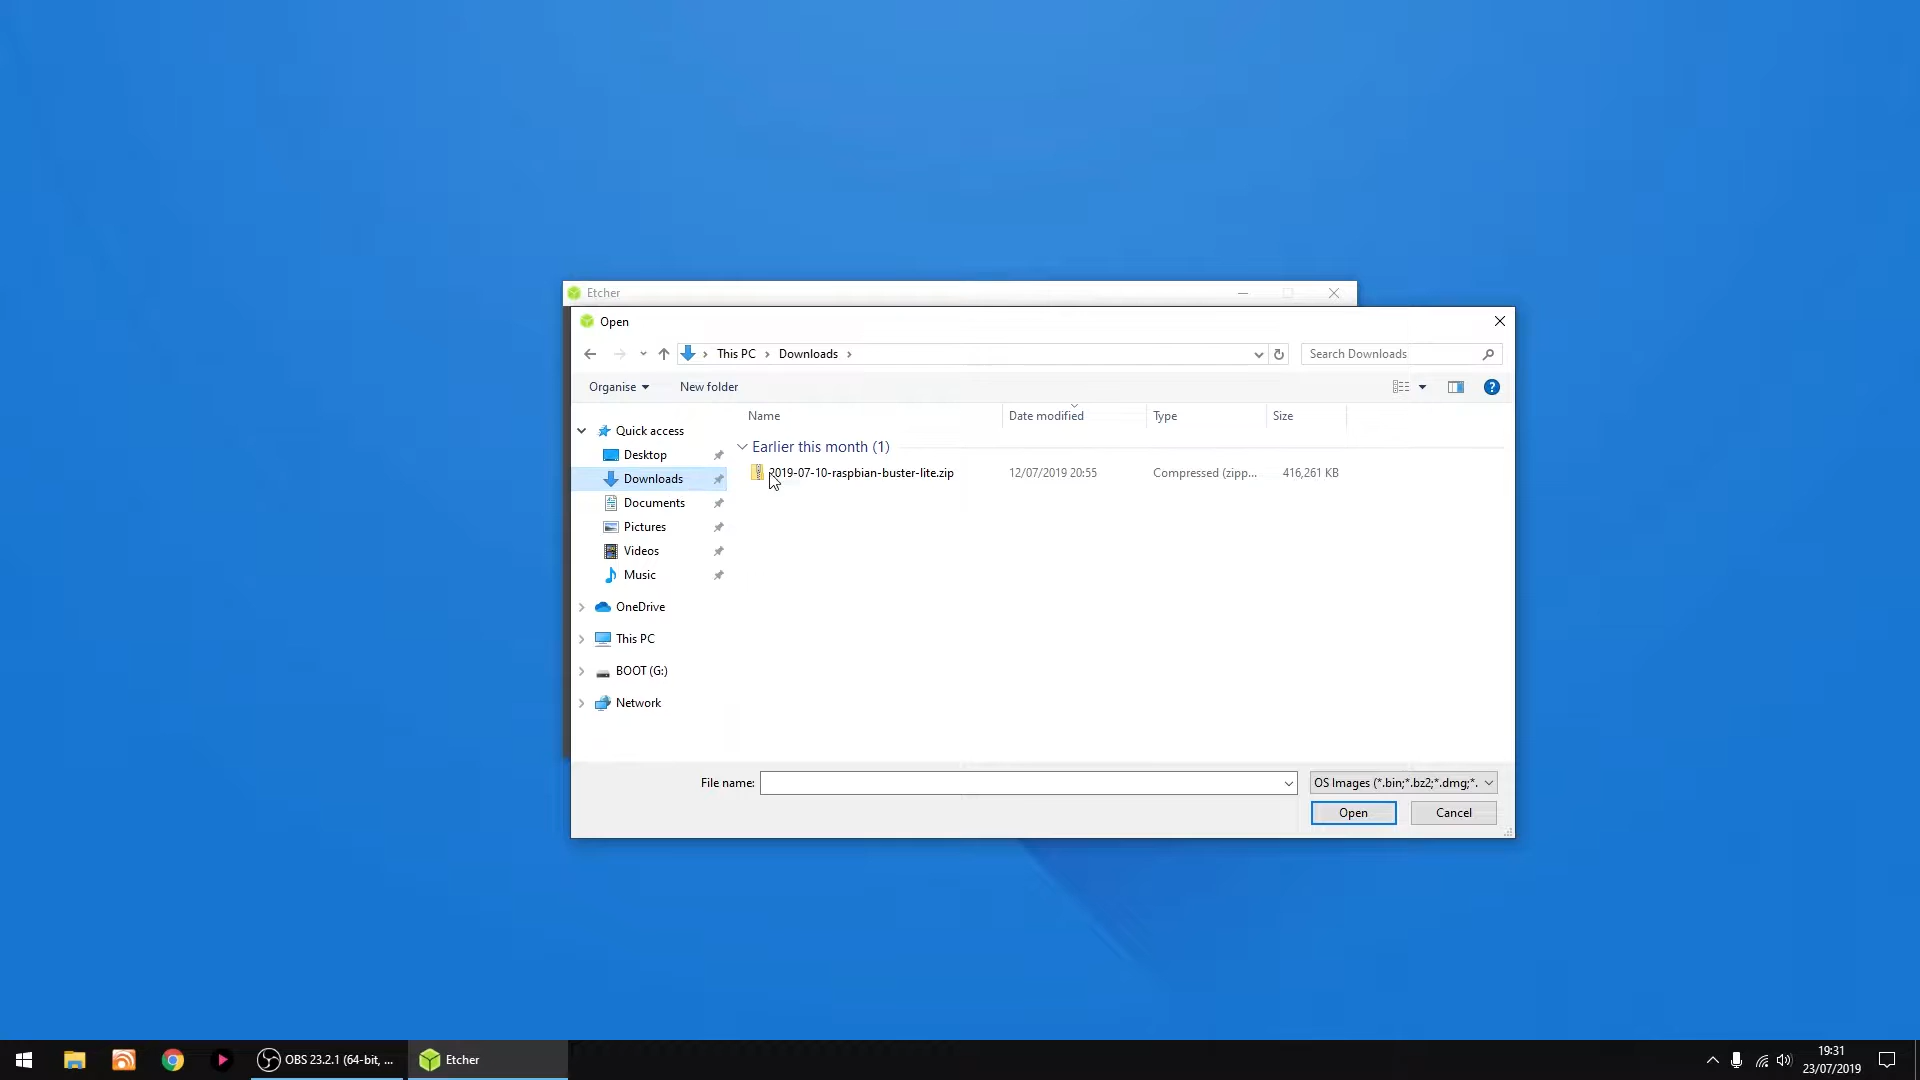 Etcher
Open
This PC > Downloads >
Search Downloads
Organise
New folder
Name
Date modified
Type
Size
Quick access
Desktop
Downloads
Documents
Pictures
Videos
Music
OneDrive
This PC
BOOT (G:)
Network
Earlier this month (1)
2019-07-10-raspbian-buster-lite.zip
12/07/2019 20:55
Compressed (zipp...
416,261 KB
File name:
OS Images (*.bin;*.bz2;*.dmg;*.
Open
Cancel
OBS 23.2.1 (64-bit, ...
Etcher
19:31
23/07/2019